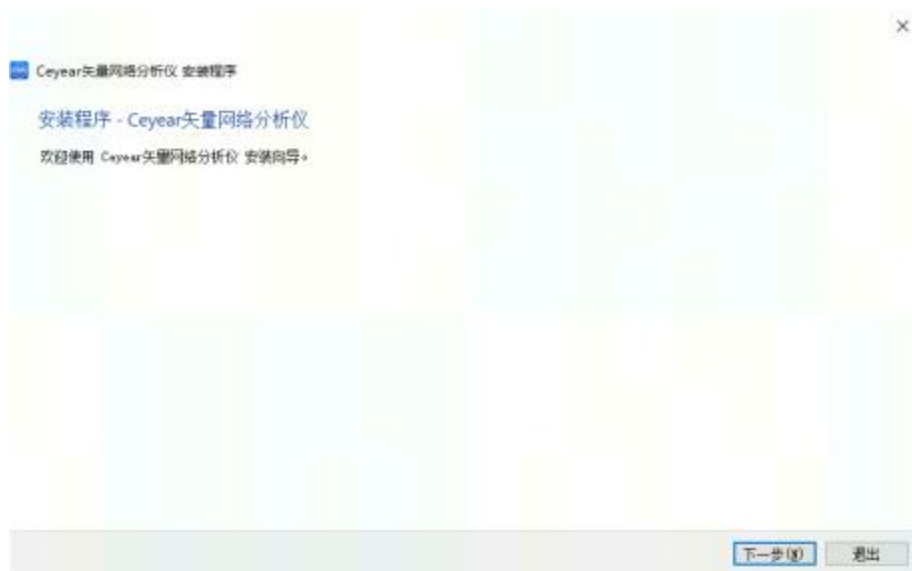 Ceyear矢量网络分析仪 安装程序
安装程序 - Ceyear矢量网络分析仪
欢迎使用 Ceyear矢量网络分析仪 安装向导。
下一步(N) 退出